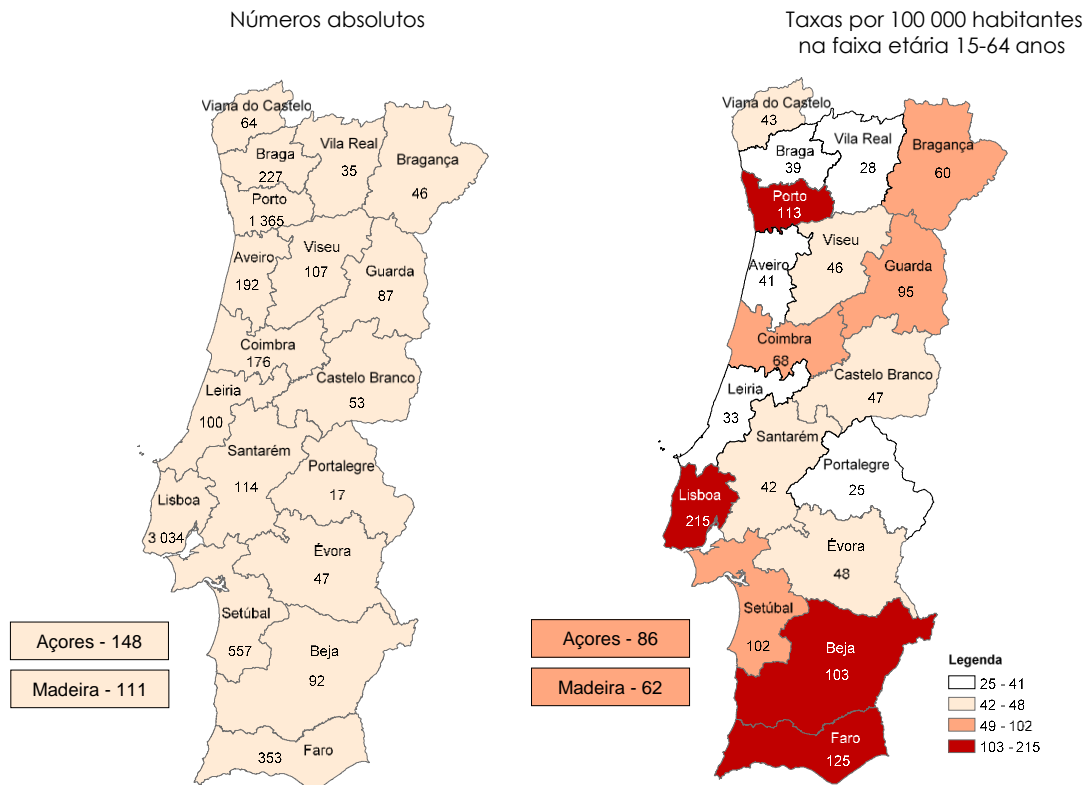 Números absolutos
Viana do Castelo
64
Braga
227
Vila Real
35
Bragança
46
Porto
1 365
Aveiro
192
Viseu
107
Guarda
87
Coimbra
176
Castelo Branco
53
Leiria
100
Santarém
114
Portalegre
17
Lisboa
3 034
Évora
47
Setúbal
557
Beja
92
Faro
353
Açores - 148
Madeira - 111
Taxas por 100 000 habitantes
na faixa etária 15-64 anos
Viana do Castelo
43
Braga
39
Vila Real
28
Bragança
60
Porto
113
Aveiro
41
Viseu
46
Guarda
95
Coimbra
68
Castelo Branco
47
Leiria
33
Santarém
42
Portalegre
25
Lisboa
215
Évora
48
Setúbal
102
Beja
103
Faro
125
Açores - 86
Madeira - 62
Legenda
25 - 41
42 - 48
49 - 102
103 - 215